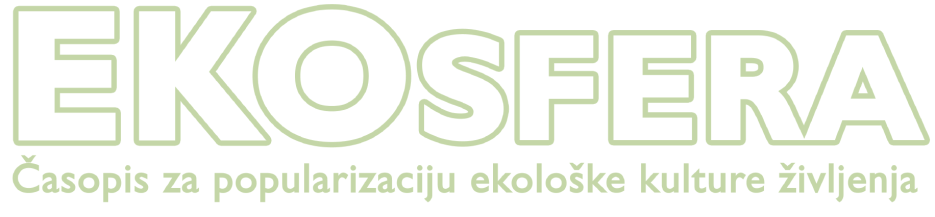 EKOSFERA
Časopis za popularizaciju ekološke kulture življenja